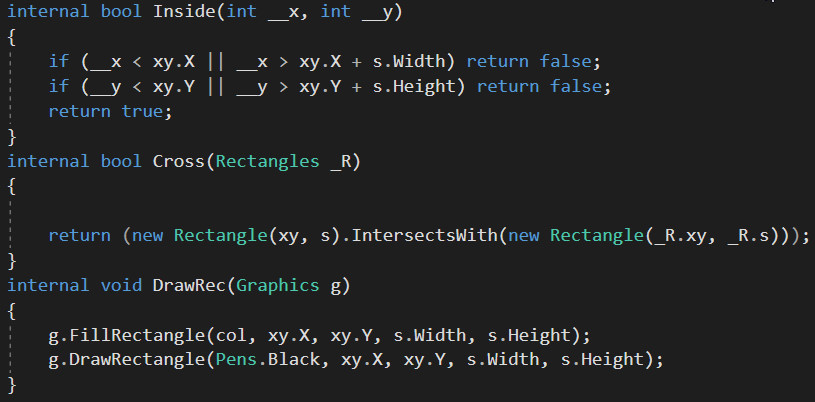 internal bool Inside(int __x, int __y)
{
    if (__x < xy.X || __x > xy.X + s.Width) return false;
    if (__y < xy.Y || __y > xy.Y + s.Height) return false;
    return true;
}
internal bool Cross(Rectangles _R)
{
    return (new Rectangle(xy, s).IntersectsWith(new Rectangle(_R.xy, _R.s)));
}
internal void DrawRec(Graphics g)
{
    g.FillRectangle(col, xy.X, xy.Y, s.Width, s.Height);
    g.DrawRectangle(Pens.Black, xy.X, xy.Y, s.Width, s.Height);
}